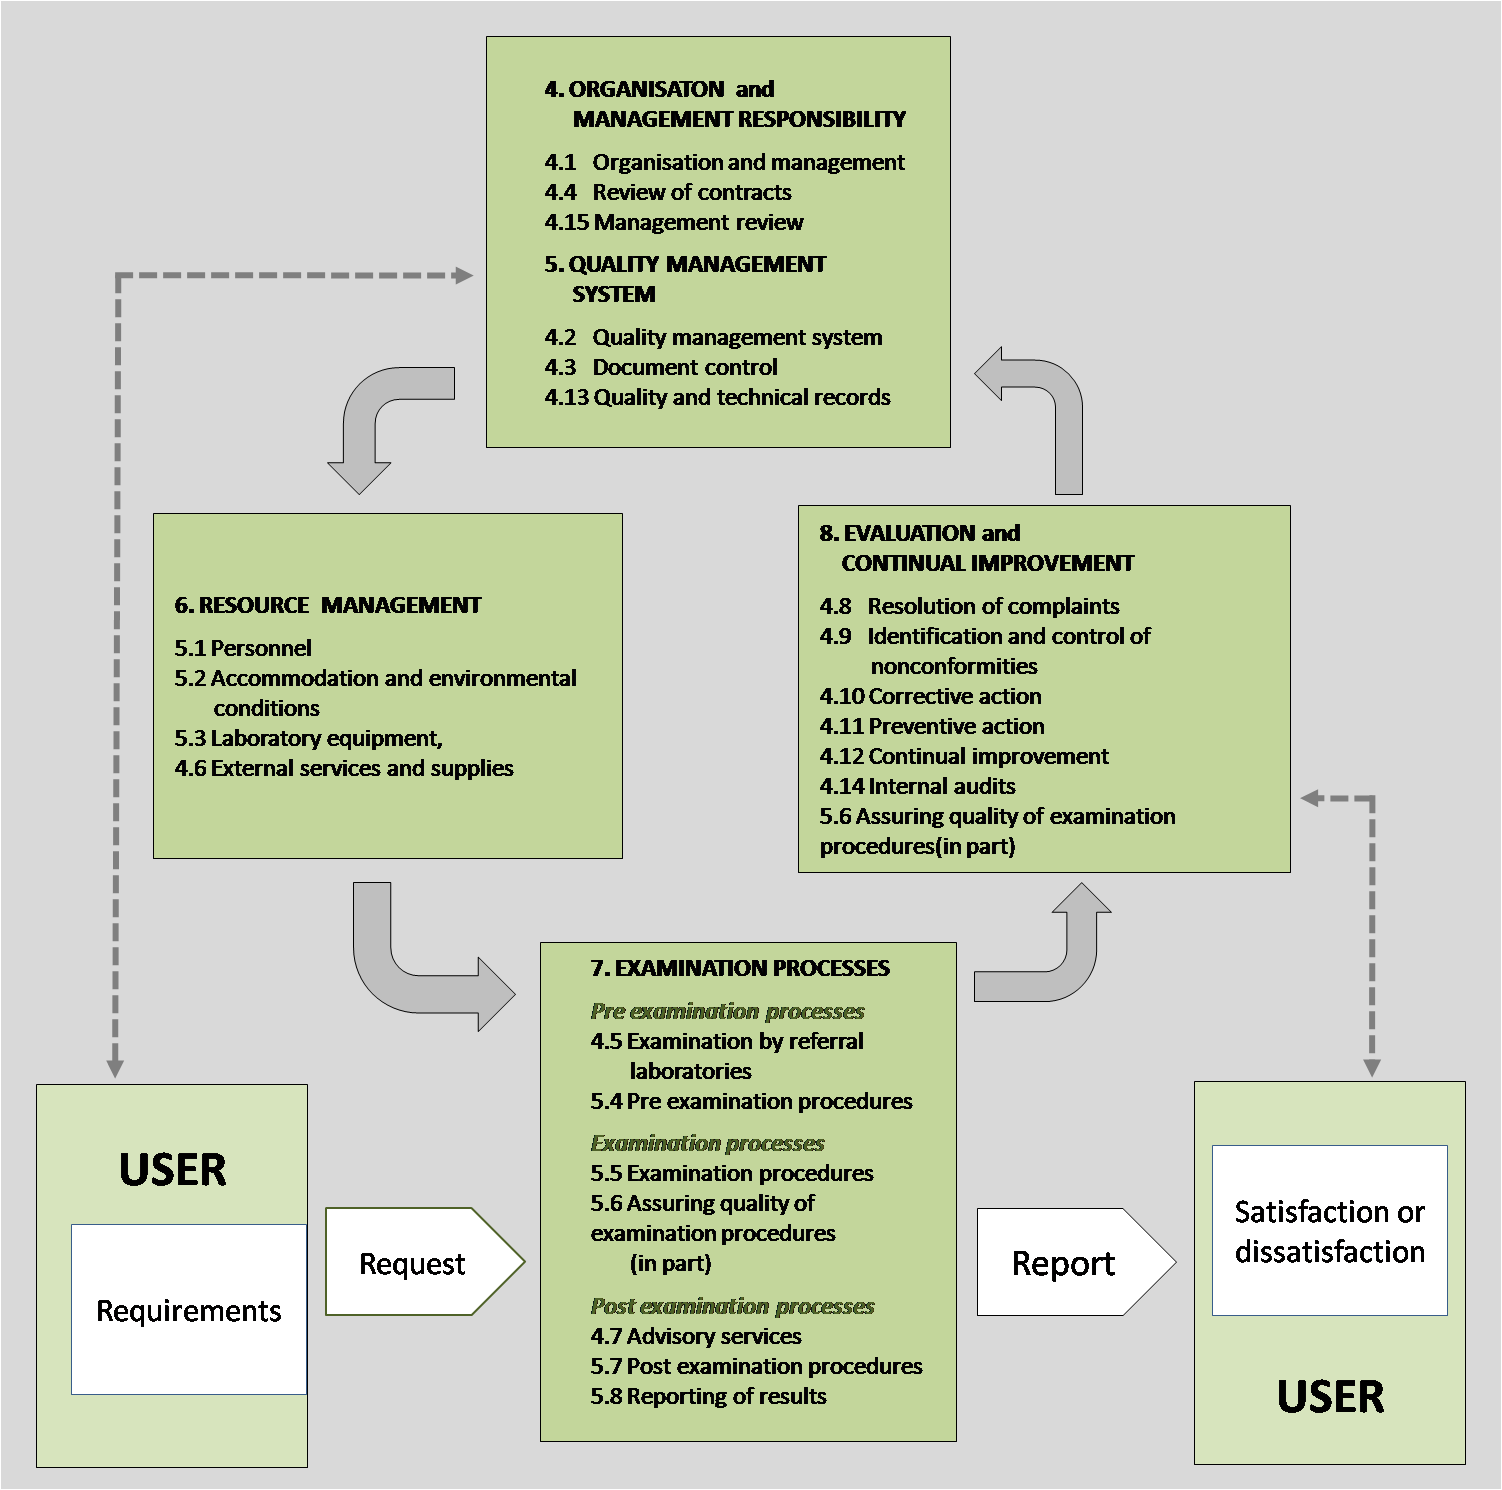 4. ORGANISATON and
MANAGEMENT RESPONSIBILITY
4.1 Organisation and management
4.4 Review of contracts
4.15 Management review
5. QUALITY MANAGEMENT
SYSTEM
4.2 Quality management system
4.3 Document control
4.13 Quality and technical records
6. RESOURCE MANAGEMENT
5.1 Personnel
5.2 Accommodation and environmental
conditions
5.3 Laboratory equipment,
4.6 External services and supplies
8. EVALUATION and
CONTINUAL IMPROVEMENT
4.8 Resolution of complaints
4.9 Identification and control of
nonconformities
4.10 Corrective action
4.11 Preventive action
4.12 Continual improvement
4.14 Internal audits
5.6 Assuring quality of examination
procedures(in part)
7. EXAMINATION PROCESSES
Pre examination processes
4.5 Examination by referral
laboratories
5.4 Pre examination procedures
Examination processes
5.5 Examination procedures
5.6 Assuring quality of
examination procedures
(in part)
Post examination processes
4.7 Advisory services
5.7 Post examination procedures
5.8 Reporting of results
USER
Requirements
Request
Report
Satisfaction or
dissatisfaction
USER